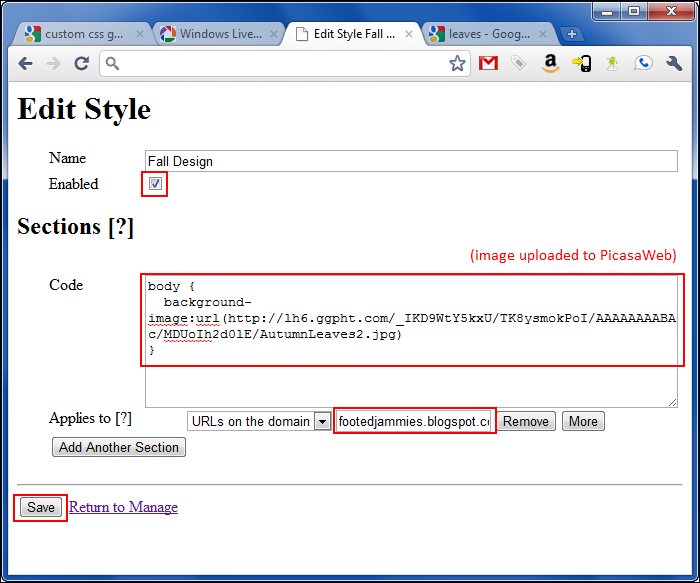 custom css g...
Windows Live...
Edit Style Fall ...
leaves - Goog...
Edit Style
Name
Fall Design
Enabled
Sections [?]
(image uploaded to PicasaWeb)
Code
body {
background-
image:url(http://lh6.ggpht.com/_IKD9WtY5kxU/TK8ysmokPoI/AAAAAAAABA
c/MDUoIh2d0lE/AutumnLeaves2.jpg)
}
Applies to [?]
URLs on the domain
footedjammies.blogspot.c
Remove
More
Add Another Section
Save
Return to Manage